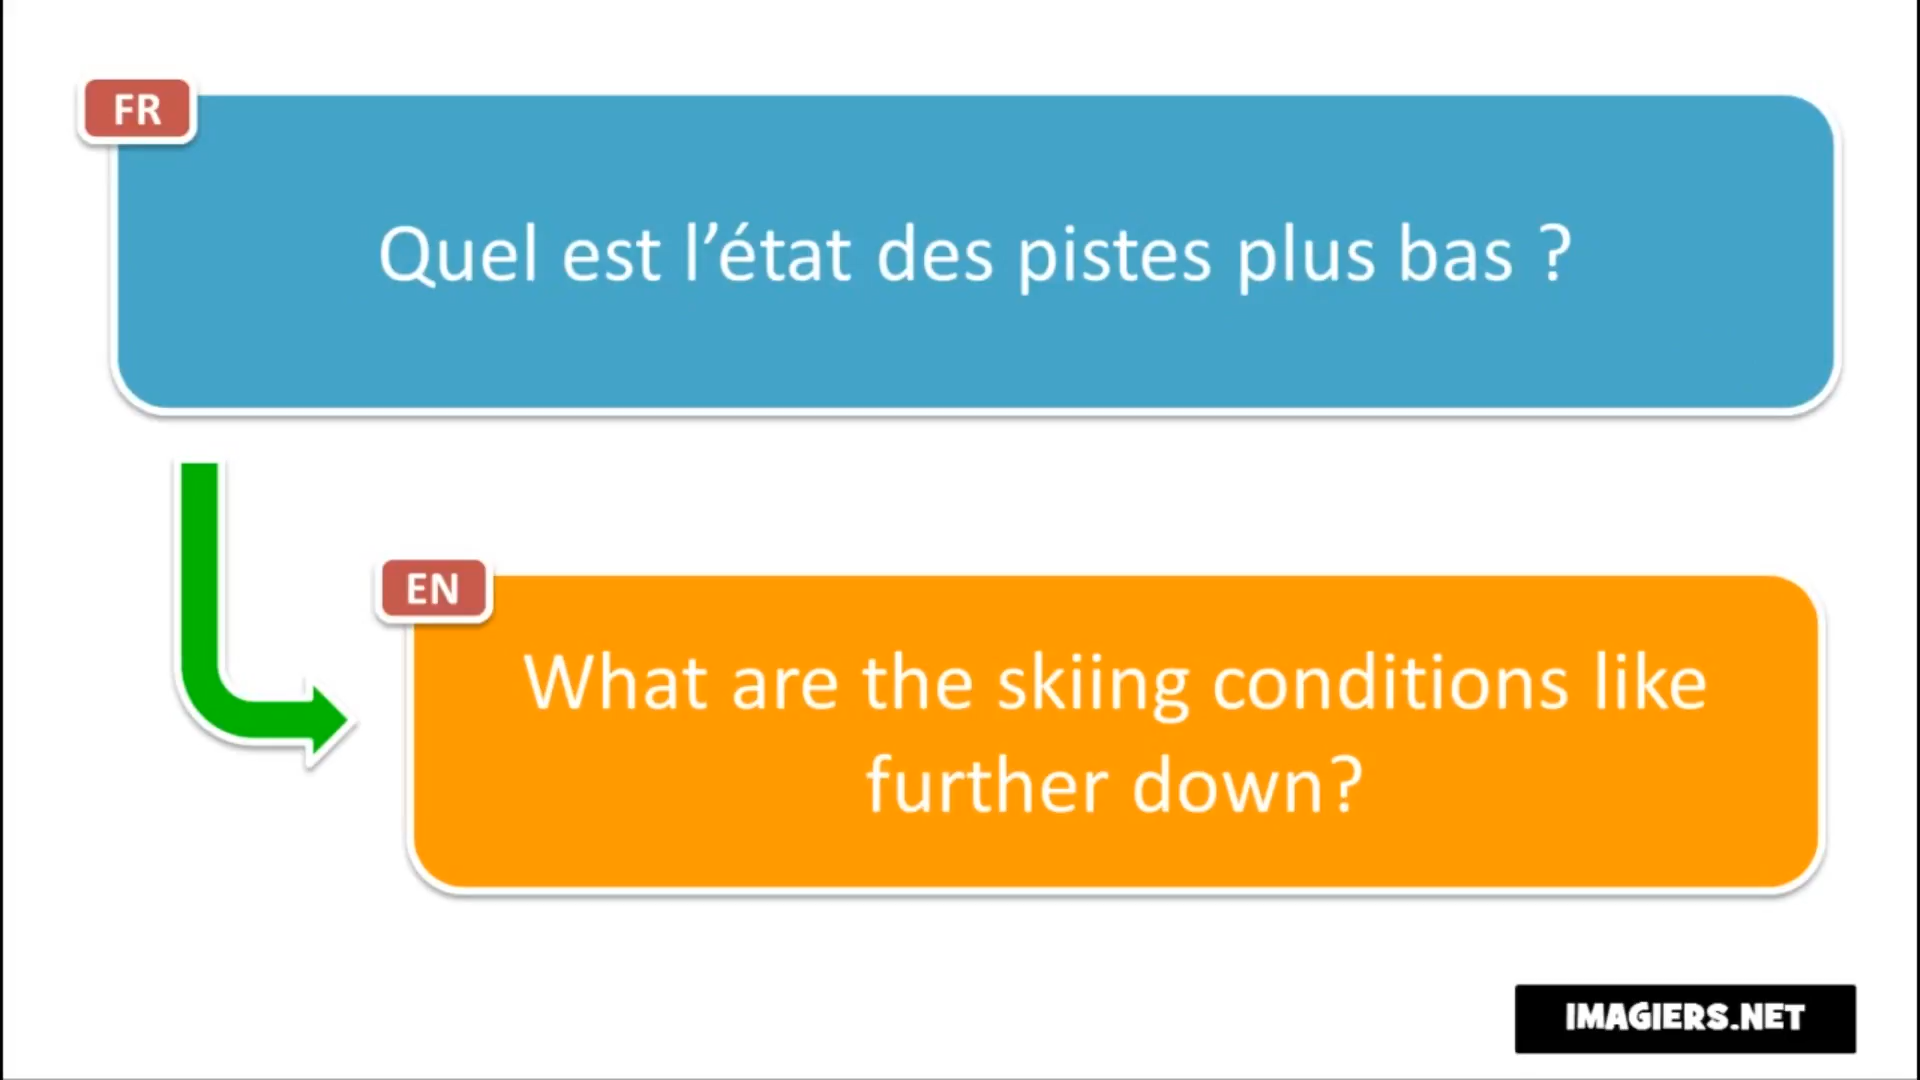 FR
Quel est l’état des pistes plus bas ?
EN
What are the skiing conditions like
further down?
IMAGIERS.NET